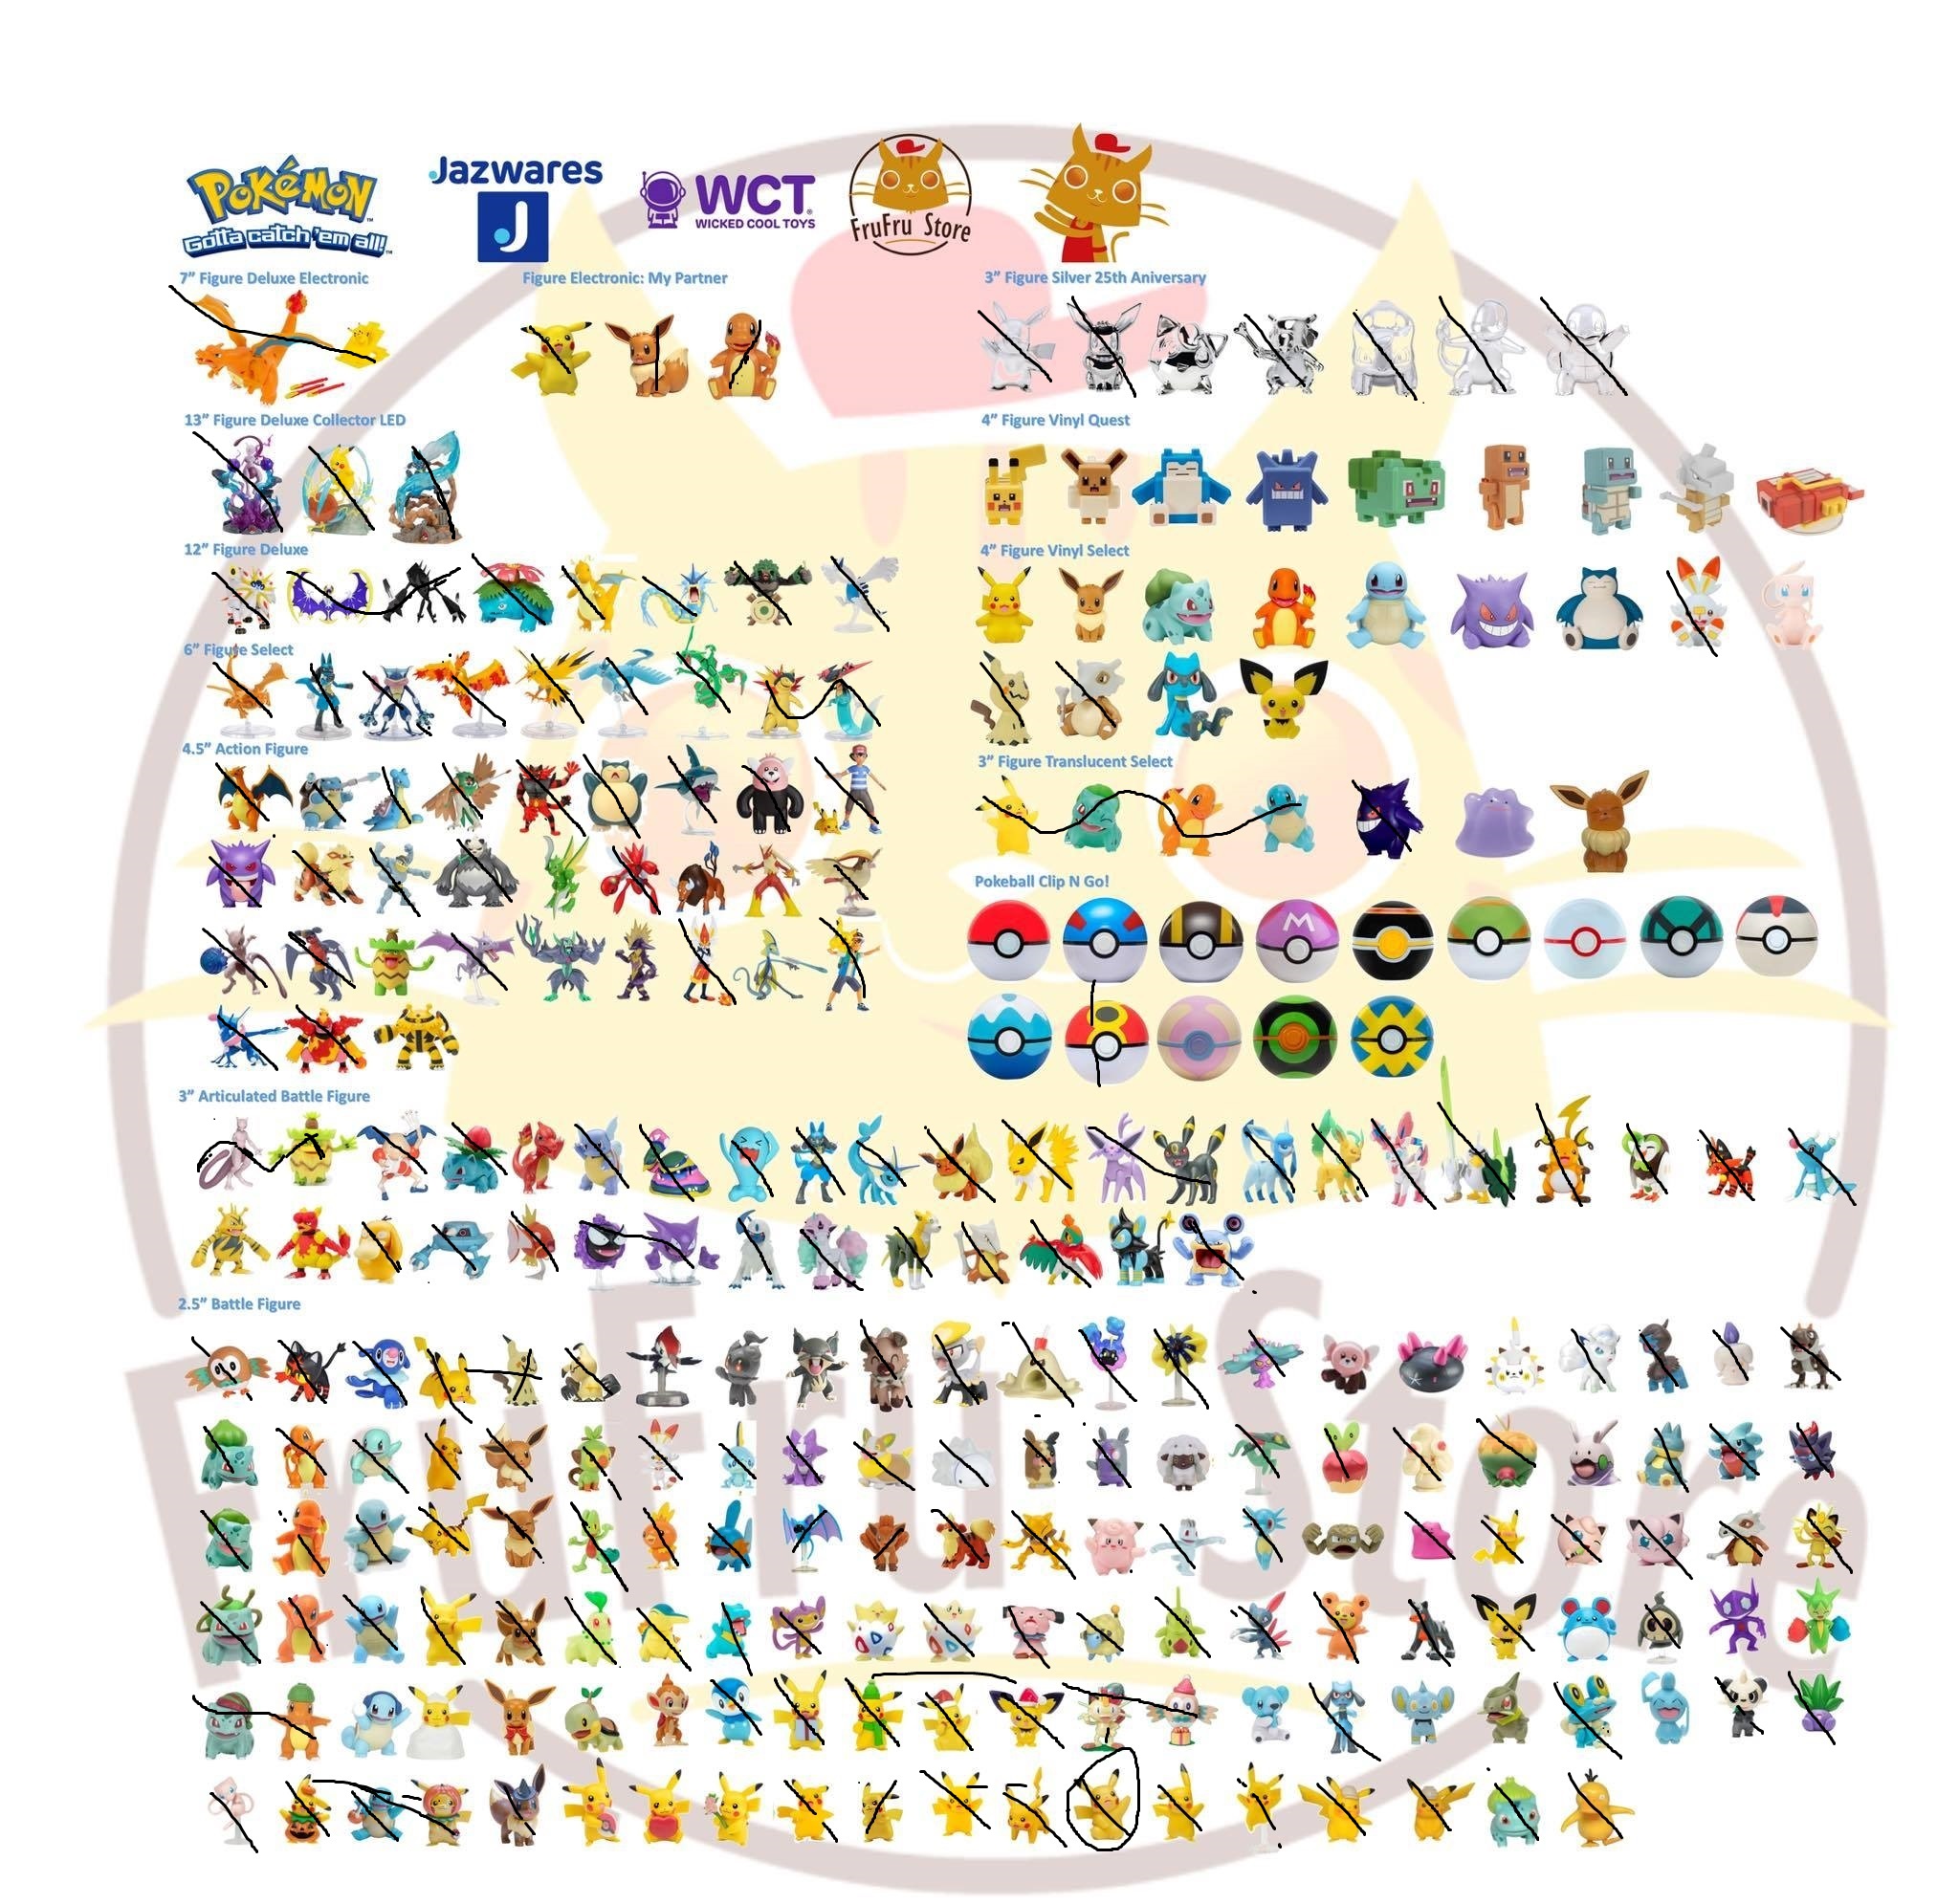 POKéMON
Gotta catch 'em all!
TM
Jazwares
J
WCT®
WICKED COOL TOYS
FruFru Store
7” Figure Deluxe Electronic
Figure Electronic: My Partner
3” Figure Silver 25th Aniversary
13” Figure Deluxe Collector LED
4” Figure Vinyl Quest
12” Figure Deluxe
4” Figure Vinyl Select
6” Figure Select
4.5” Action Figure
3” Figure Translucent Select
Pokeball Clip N Go!
M
3” Articulated Battle Figure
2.5” Battle Figure
FruFru Store